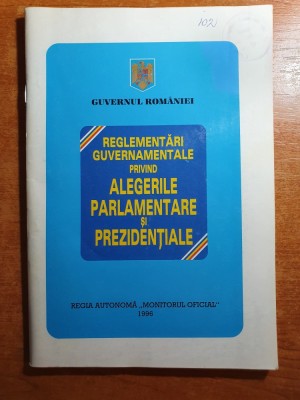 102
GUVERNUL ROMÂNIEI
REGLEMENTĂRI
GUVERNAMENTALE
PRIVIND
ALEGERILE
PARLAMENTARE
ȘI
PREZIDENȚIALE
REGIA AUTONOMĂ „MONITORUL OFICIAL”
1996